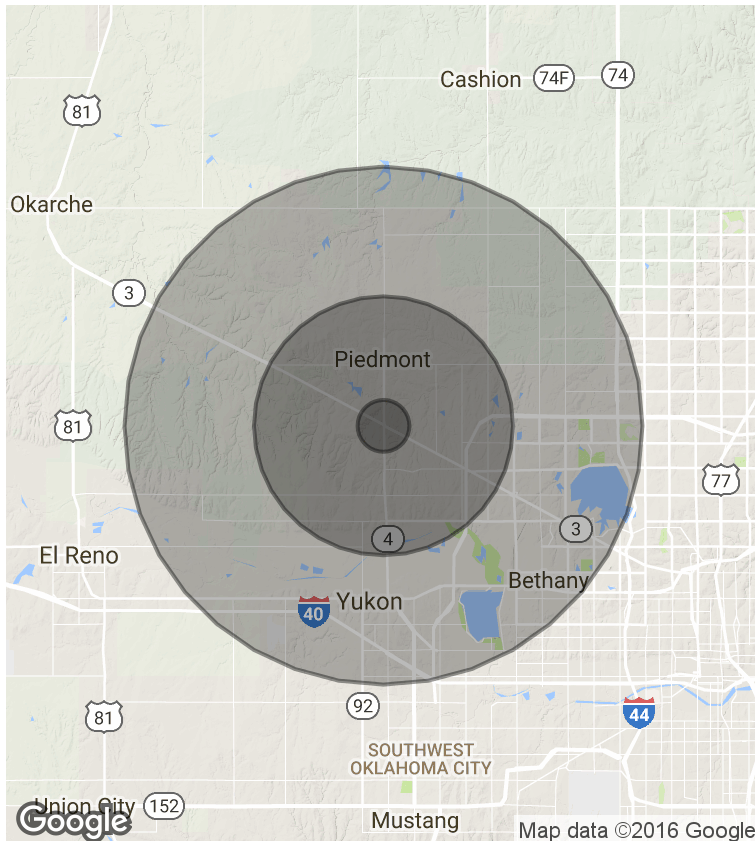 Cashion
74F
74
81
Okarche
3
Piedmont
81
77
3
4
El Reno
Bethany
40
Yukon
92
81
44
SOUTHWEST
OKLAHOMA CITY
Union City
152
Google
Mustang
Map data ©2016 Google